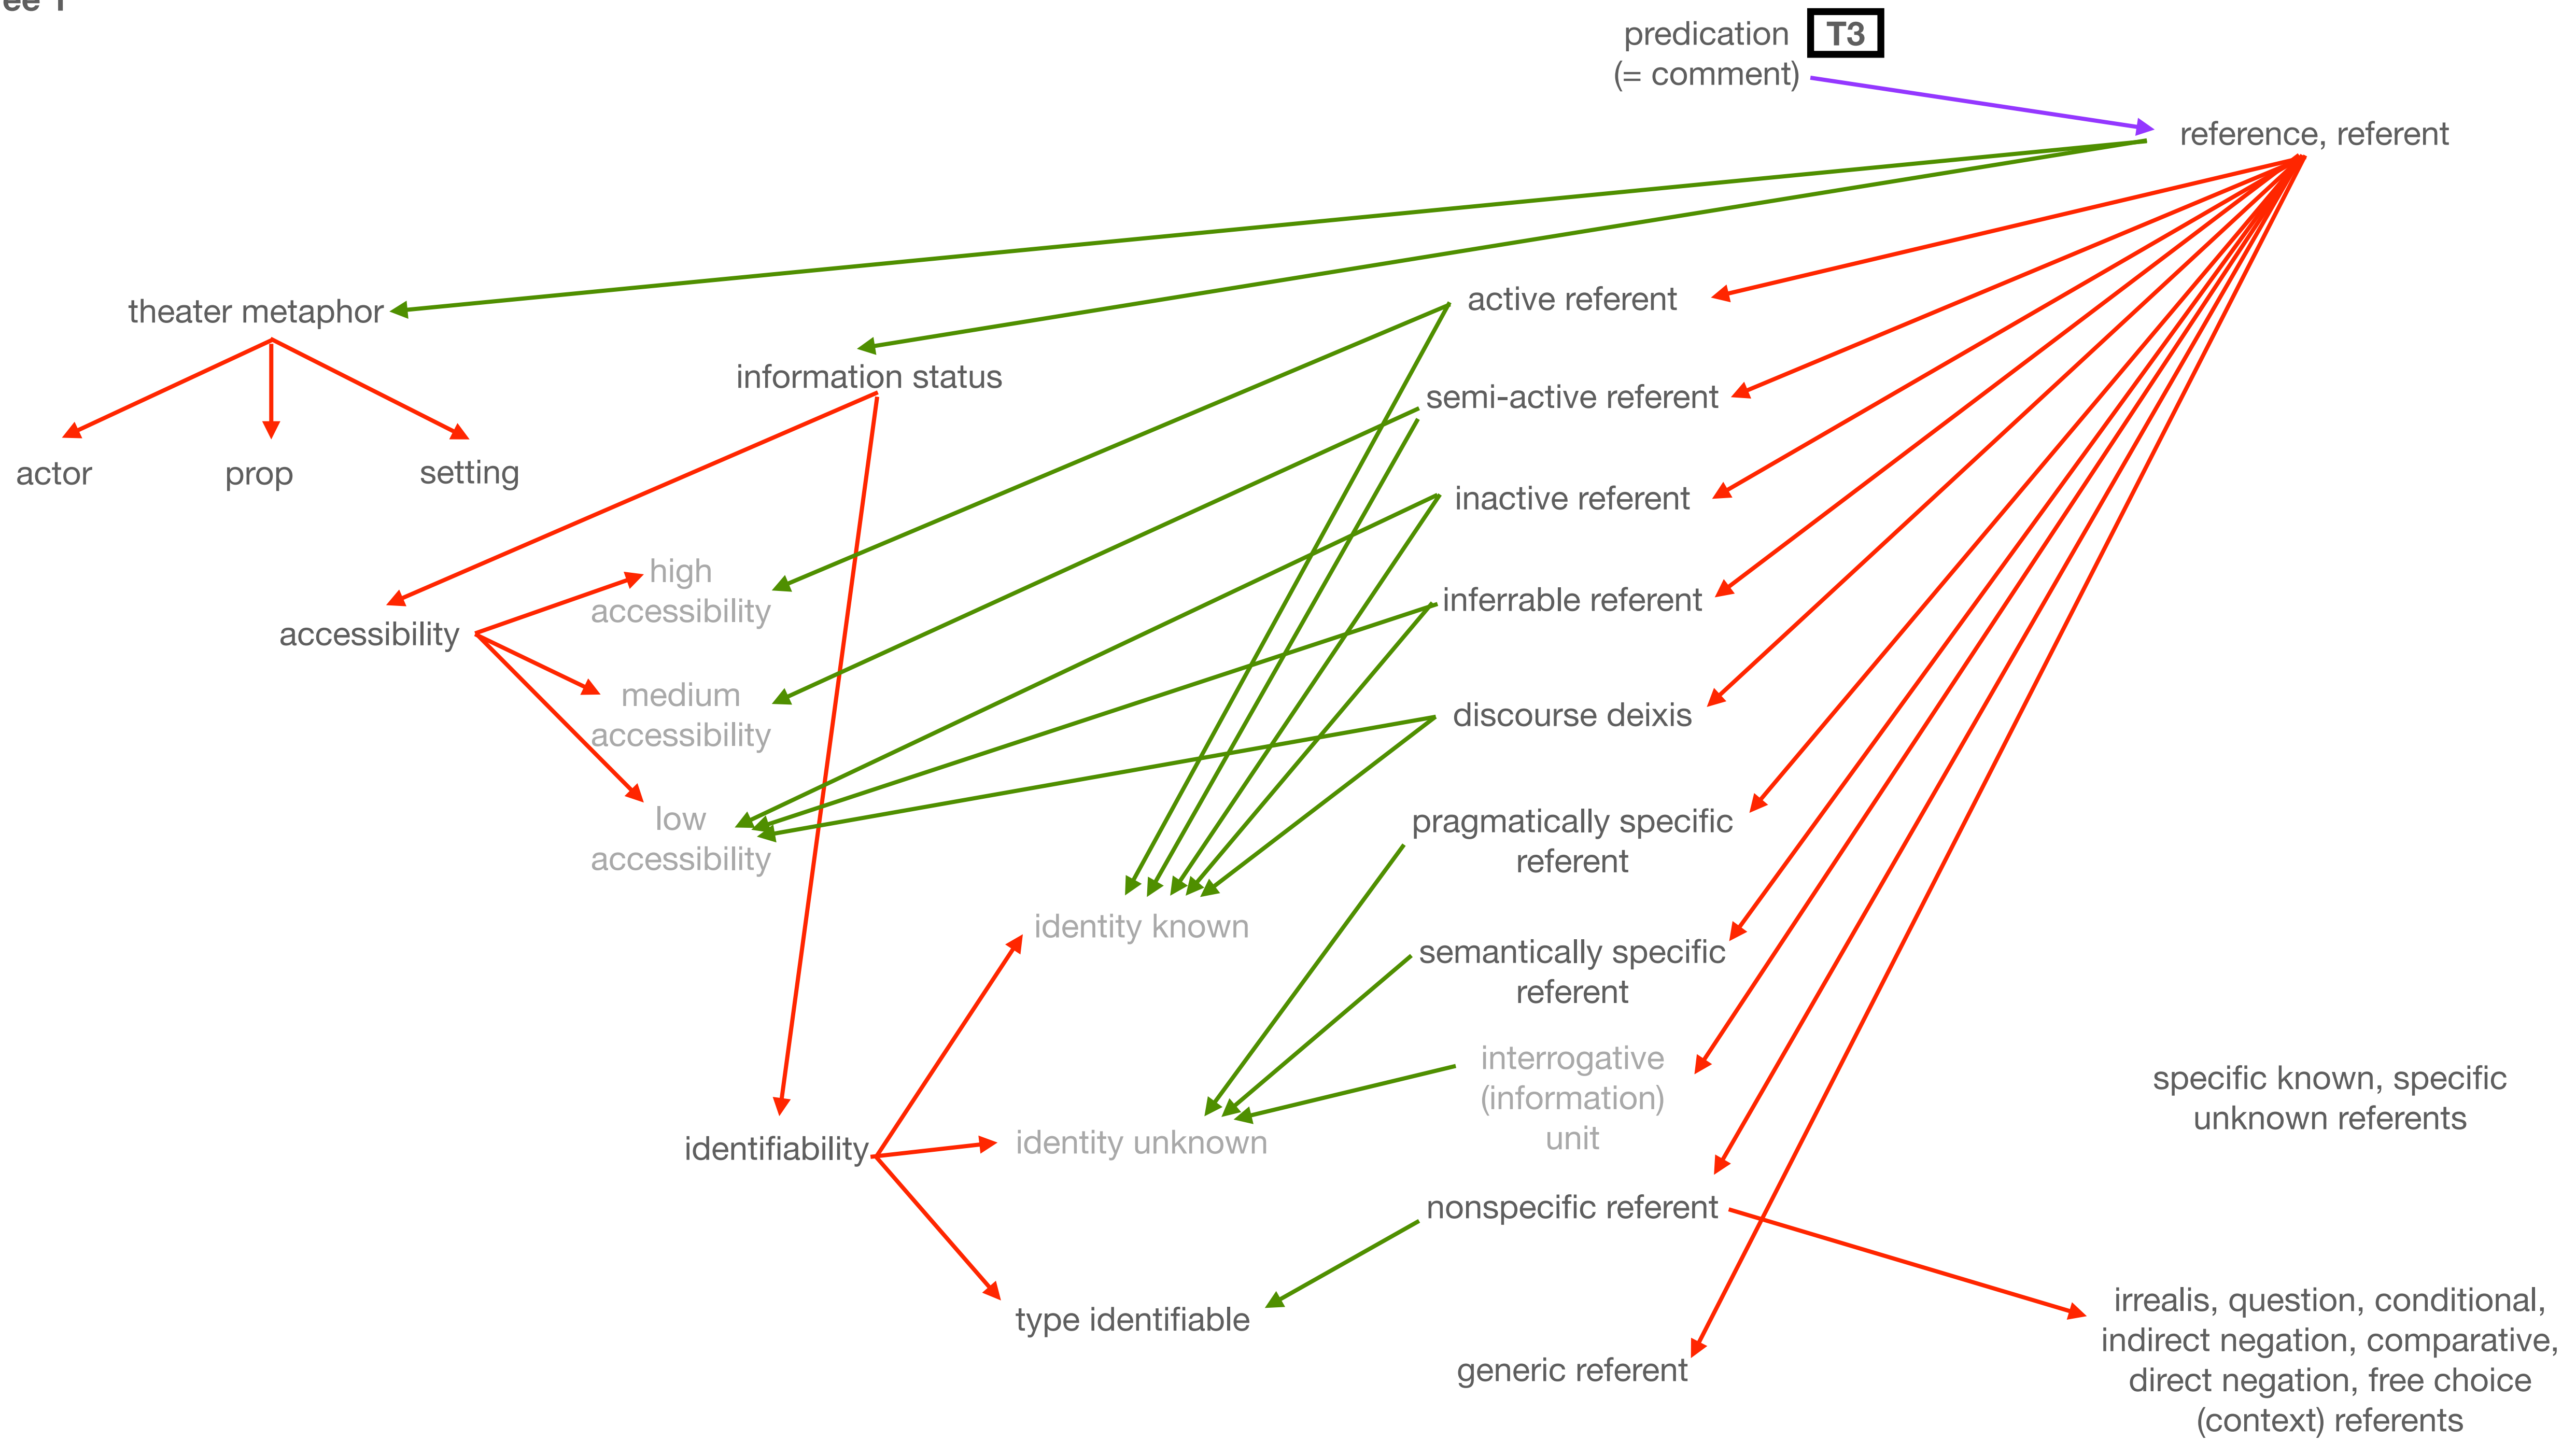 predication
T3
(= comment)
reference, referent
theater metaphor
active referent
information status
semi-active referent
actor
prop
setting
inactive referent
high
accessibility
inferrable referent
accessibility
medium
accessibility
discourse deixis
low
accessibility
pragmatically specific
referent
identity known
semantically specific
referent
interrogative
(information)
unit
specific known, specific
unknown referents
identifiability
identity unknown
nonspecific referent
type identifiable
generic referent
irrealis, question, conditional,
indirect negation, comparative,
direct negation, free choice
(context) referents